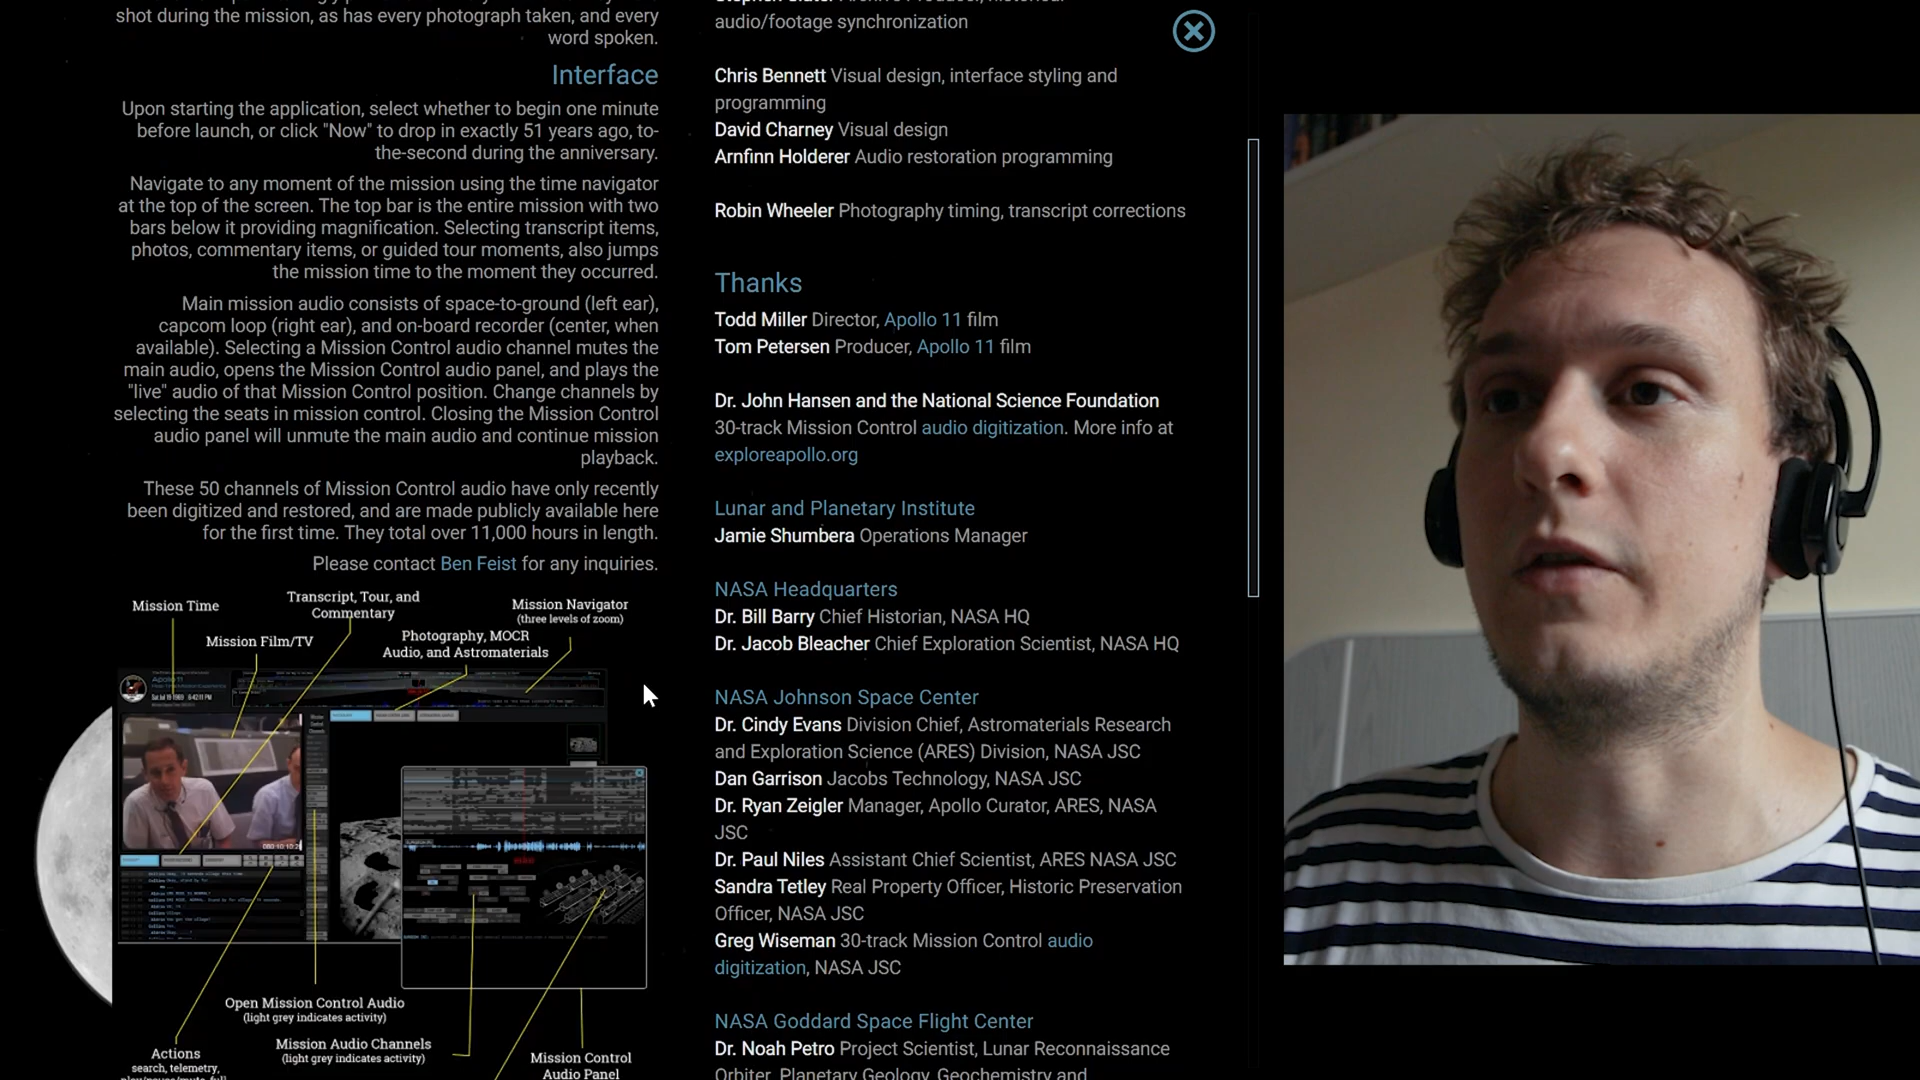 shot during the mission, as has every photograph taken, and every
word spoken.
Interface
Upon starting the application, select whether to begin one minute
before launch, or click "Now" to drop in exactly 51 years ago, to-
the-second during the anniversary.
Navigate to any moment of the mission using the time navigator
at the top of the screen. The top bar is the entire mission with two
bars below it providing magnification. Selecting transcript items,
photos, commentary items, or guided tour moments, also jumps
the mission time to the moment they occurred.
Main mission audio consists of space-to-ground (left ear),
capcom loop (right ear), and on-board recorder (center, when
available). Selecting a Mission Control audio channel mutes the
main audio, opens the Mission Control audio panel, and plays the
"live" audio of that Mission Control position. Change channels by
selecting the seats in mission control. Closing the Mission Control
audio panel will unmute the main audio and continue mission
playback.
These 50 channels of Mission Control audio have only recently
been digitized and restored, and are made publicly available here
for the first time. They total over 11,000 hours in length.
Please contact Ben Feist for any inquiries.
Mission Time
Transcript, Tour, and
Commentary
Mission Navigator
(three levels of zoom)
Mission Film/TV
Photography, MOCR
Audio, and Astromaterials
Apollo 11
Open Mission Control Audio
(light grey indicates activity)
Mission Audio Channels
(light grey indicates activity)
Actions
search, telemetry,
Mission Control
Audio Panel
audio/footage synchronization
Chris Bennett Visual design, interface styling and
programming
David Charney Visual design
Arnfinn Holderer Audio restoration programming
Robin Wheeler Photography timing, transcript corrections
Thanks
Todd Miller Director, Apollo 11 film
Tom Petersen Producer, Apollo 11 film
Dr. John Hansen and the National Science Foundation
30-track Mission Control audio digitization. More info at
exploreapollo.org
Lunar and Planetary Institute
Jamie Shumbera Operations Manager
NASA Headquarters
Dr. Bill Barry Chief Historian, NASA HQ
Dr. Jacob Bleacher Chief Exploration Scientist, NASA HQ
NASA Johnson Space Center
Dr. Cindy Evans Division Chief, Astromaterials Research
and Exploration Science (ARES) Division, NASA JSC
Dan Garrison Jacobs Technology, NASA JSC
Dr. Ryan Zeigler Manager, Apollo Curator, ARES, NASA
JSC
Dr. Paul Niles Assistant Chief Scientist, ARES NASA JSC
Sandra Tetley Real Property Officer, Historic Preservation
Officer, NASA JSC
Greg Wiseman 30-track Mission Control audio
digitization, NASA JSC
NASA Goddard Space Flight Center
Dr. Noah Petro Project Scientist, Lunar Reconnaissance
Orbiter, Planetary Geology, Geochemistry and